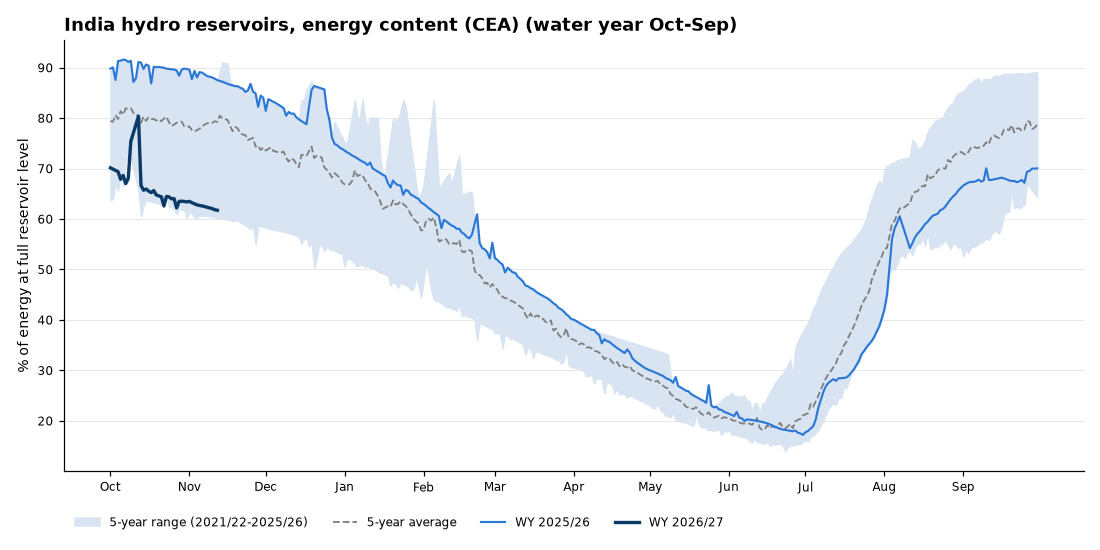 India hydro reservoirs, energy content (CEA) (water year Oct-Sep)
% of energy at full reservoir level
90
80
70
60
50
40
30
20
Oct Nov Dec Jan Feb Mar Apr May Jun Jul Aug Sep
5-year range (2021/22-2025/26) 5-year average WY 2025/26 WY 2026/27